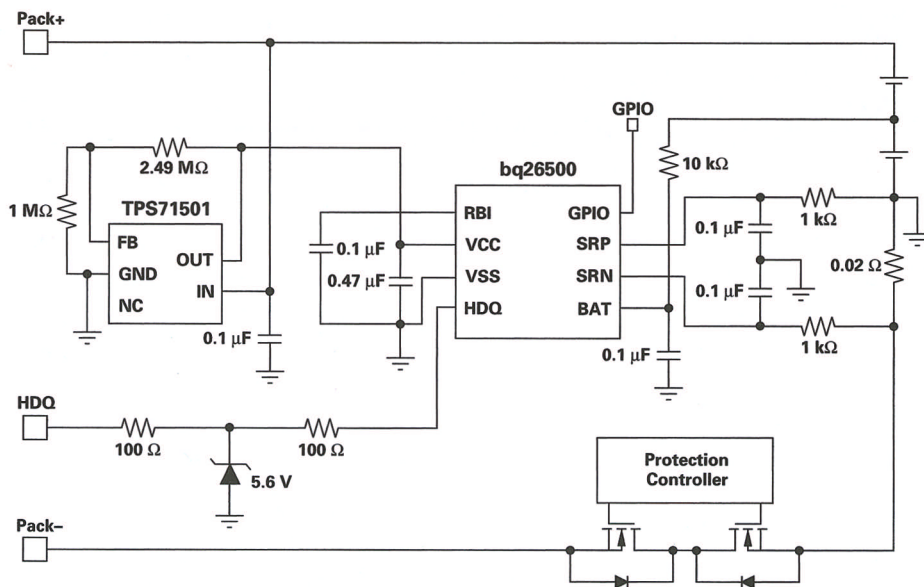 Pack+
GPIO
2.49 MΩ
10 kΩ
bq26500
1 MΩ
TPS71501
RBI
GPIO
1 kΩ
FB
0.1 µF
VCC
SRP
0.1 µF
OUT
GND
0.47 µF
VSS
SRN
0.02 Ω
IN
0.1 µF
NC
HDQ
BAT
0.1 µF
1 kΩ
0.1 µF
HDQ
100 Ω
100 Ω
5.6 V
Protection
Controller
Pack–